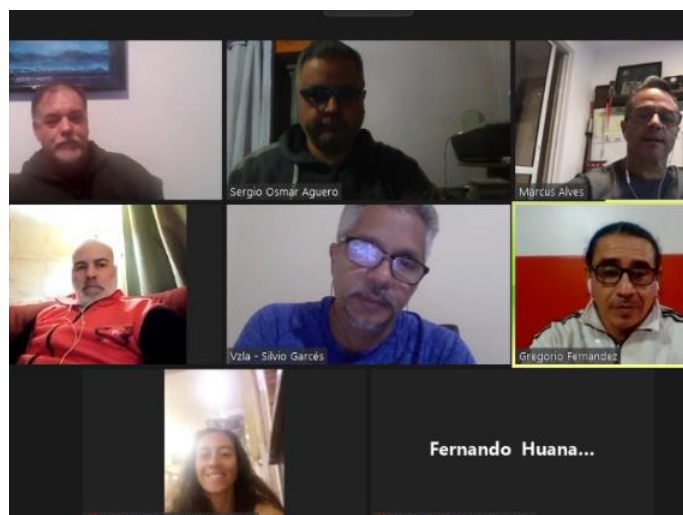 Sergio Osmar Aguero
Marcus Alves
Vzla - Silvio Garcés
Gregorio Fernandez
Fernando Huana...